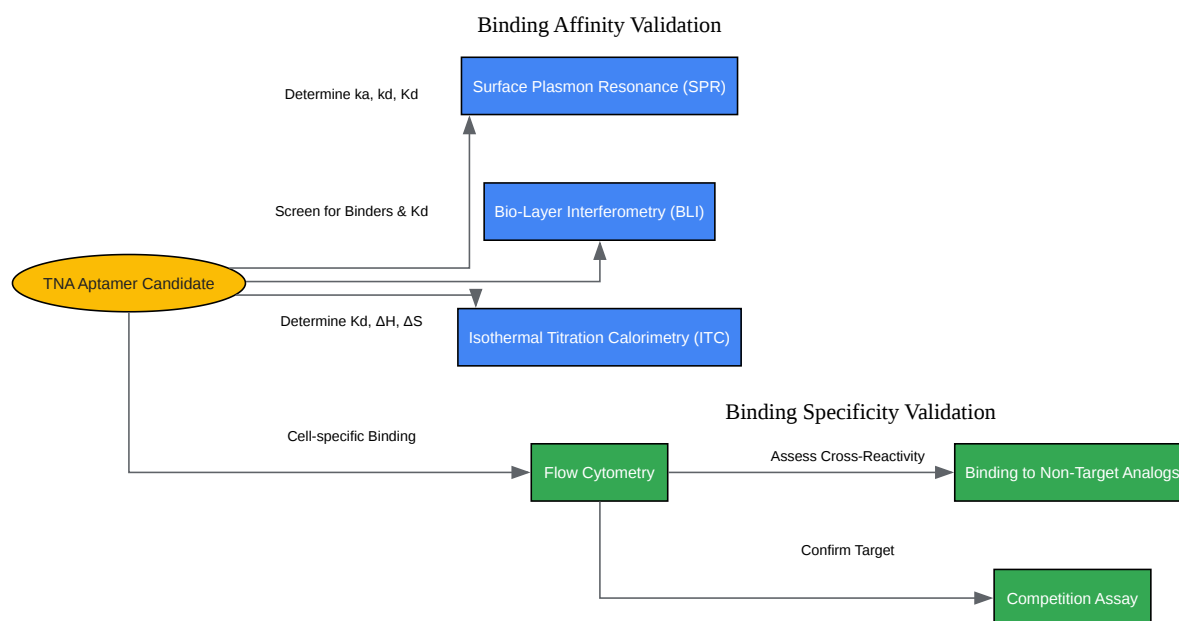 Binding Affinity Validation
Surface Plasmon Resonance (SPR)
Determine ka, kd, Kd
Bio-Layer Interferometry (BLI)
Screen for Binders & Kd
TNA Aptamer Candidate
Determine Kd, ΔH, ΔS
Isothermal Titration Calorimetry (ITC)
Binding Specificity Validation
Cell-specific Binding
Flow Cytometry
Assess Cross-Reactivity
Binding to Non-Target Analogs
Confirm Target
Competition Assay